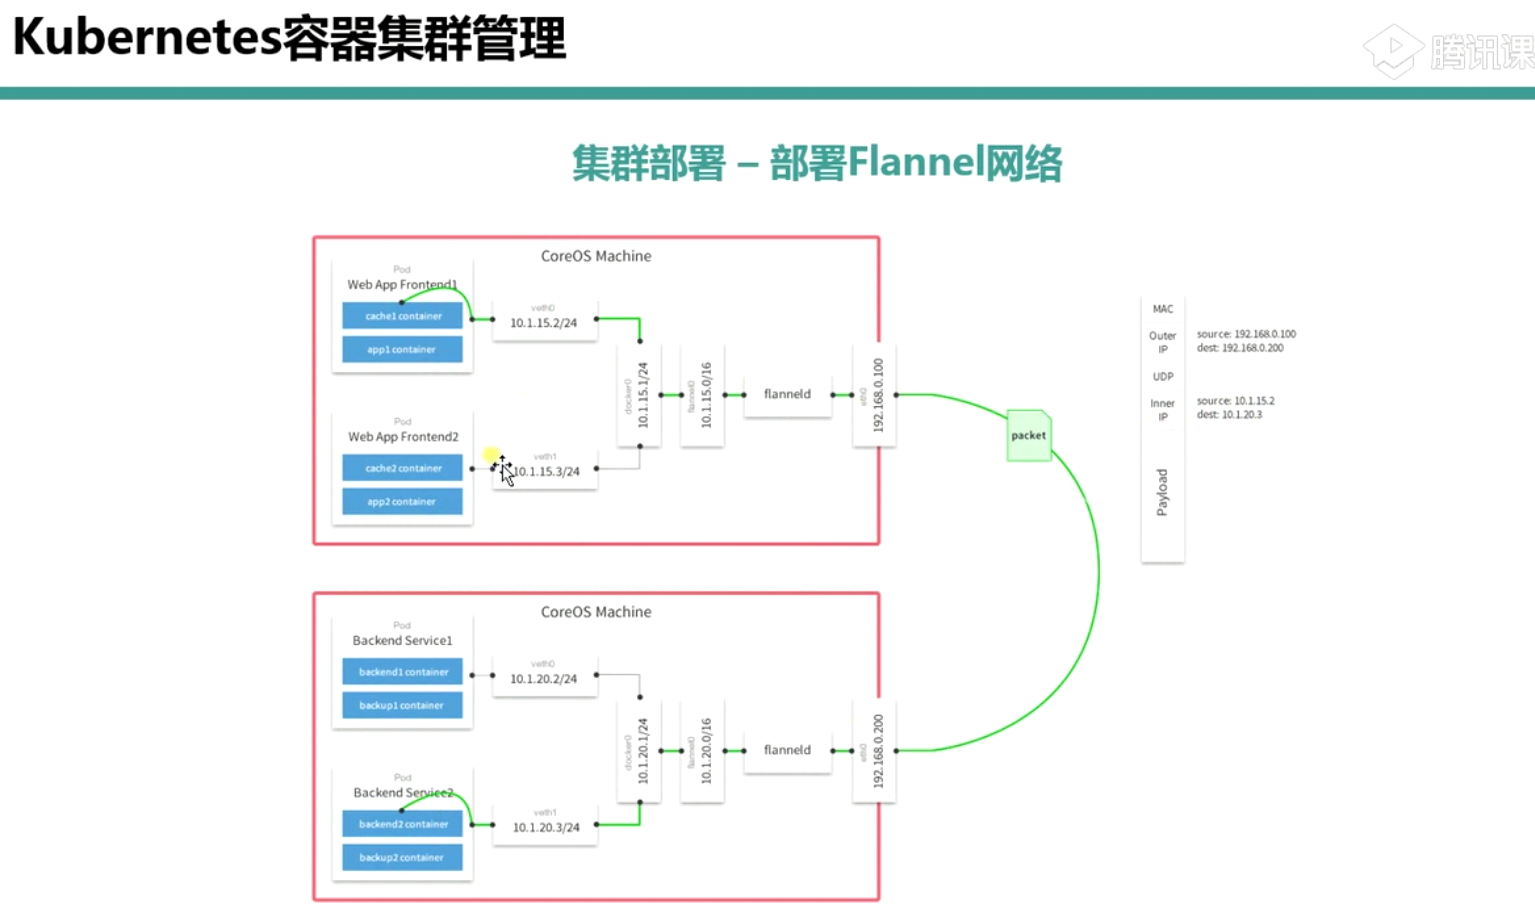 Kubernetes容器集群管理
腾讯课
集群部署 – 部署Flannel网络
CoreOS Machine
Pod
Web App Frontend1
cache1 container
app1 container
veth0
10.1.15.2/24
Pod
Web App Frontend2
cache2 container
app2 container
veth1
10.1.15.3/24
docker0
10.1.15.1/24
flannel0
10.1.15.0/16
flanneld
eth0
192.168.0.100
packet
MAC
Outer
IP
source: 192.168.0.100
dest: 192.168.0.200
UDP
Inner
IP
source: 10.1.15.2
dest: 10.1.20.3
Payload
CoreOS Machine
Pod
Backend Service1
backend1 container
backup1 container
veth0
10.1.20.2/24
Pod
Backend Service2
backend2 container
backup2 container
veth1
10.1.20.3/24
docker0
10.1.20.1/24
flannel0
10.1.20.0/16
flanneld
eth0
192.168.0.200